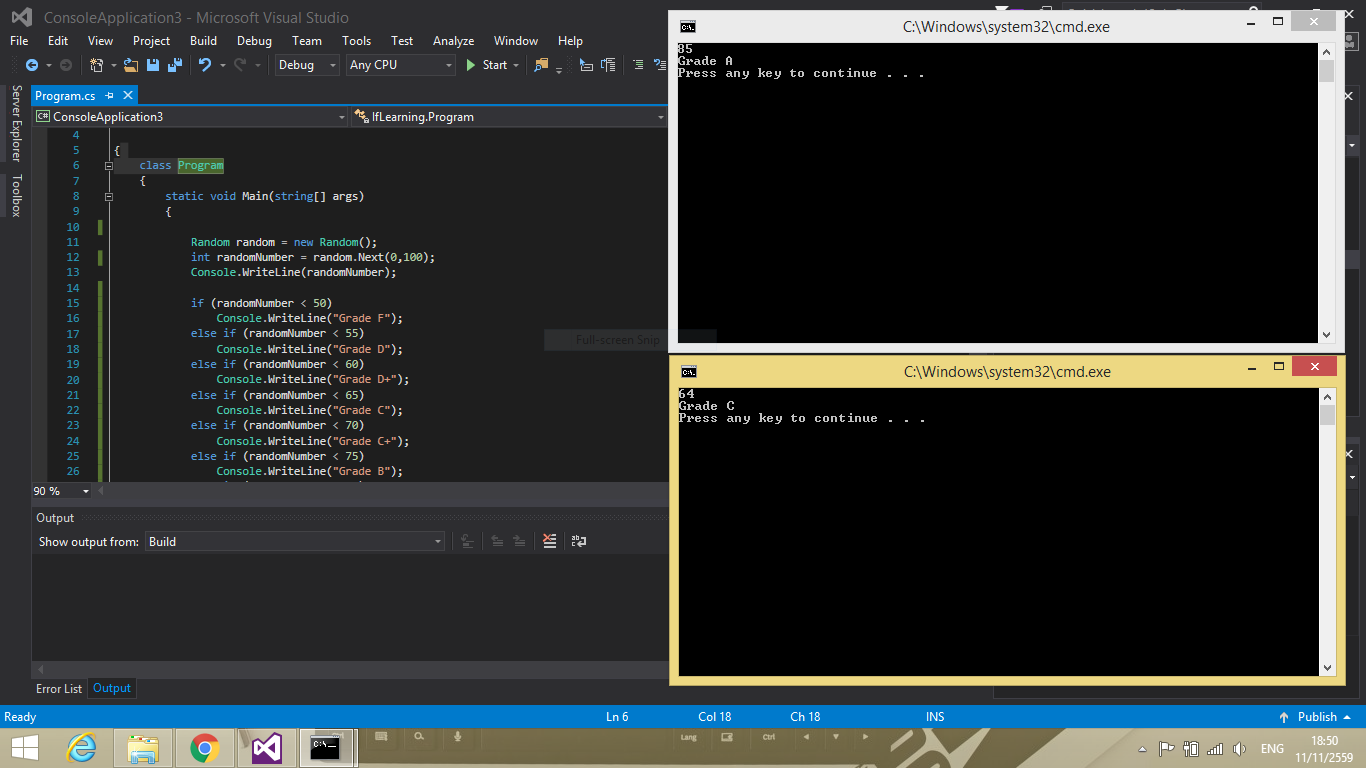 ConsoleApplication3 - Microsoft Visual Studio
File Edit View Project Build Debug Team Tools Test Analyze Window Help
Debug Any CPU Start
Server Explorer
Toolbox
Program.cs
ConsoleApplication3 IfLearning.Program
4
5 {
6 class Program
7 {
8 static void Main(string[] args)
9 {
10
11 Random random = new Random();
12 int randomNumber = random.Next(0,100);
13 Console.WriteLine(randomNumber);
14
15 if (randomNumber < 50)
16 Console.WriteLine("Grade F");
17 else if (randomNumber < 55)
18 Console.WriteLine("Grade D");
19 else if (randomNumber < 60)
20 Console.WriteLine("Grade D+");
21 else if (randomNumber < 65)
22 Console.WriteLine("Grade C");
23 else if (randomNumber < 70)
24 Console.WriteLine("Grade C+");
25 else if (randomNumber < 75)
26 Console.WriteLine("Grade B");
90 %
Full-screen Snip
Output
Show output from: Build
Error List Output
C:\Windows\system32\cmd.exe
C:\.
85
Grade A
Press any key to continue . . .
C:\Windows\system32\cmd.exe
C:\.
64
Grade C
Press any key to continue . . .
Ready Ln 6 Col 18 Ch 18 INS Publish
Lang Ctrl
ENG
18:50
11/11/2559